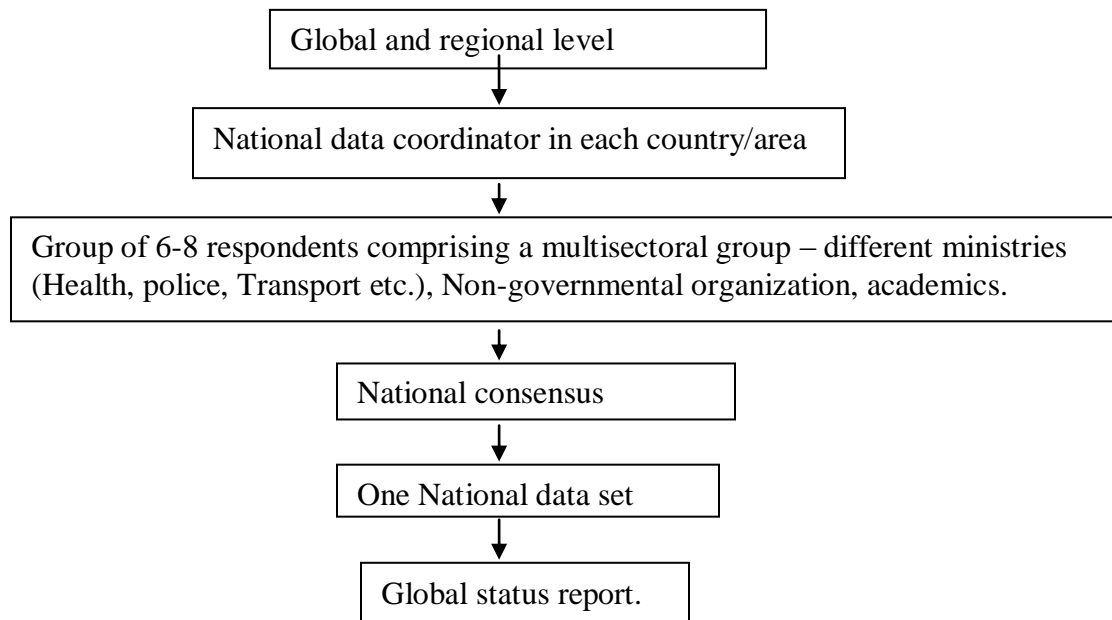 Global and regional level
National data coordinator in each country/area
Group of 6-8 respondents comprising a multisectoral group – different ministries
(Health, police, Transport etc.), Non-governmental organization, academics.
National consensus
One National data set
Global status report.